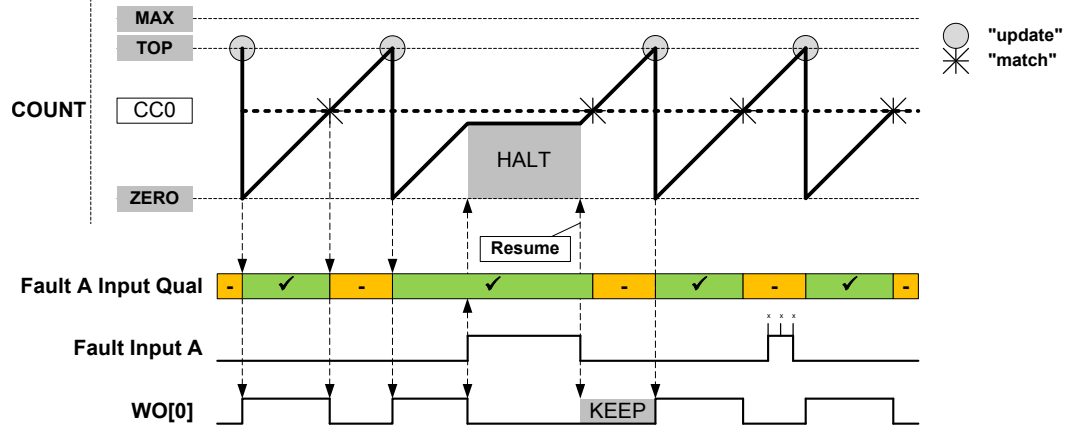 MAX
TOP
"update"
"match"
COUNT
CC0
HALT
ZERO
Resume
Fault A Input Qual
- ✓ - ✓ - ✓ - ✓ -
x x x
Fault Input A
WO[0]
KEEP